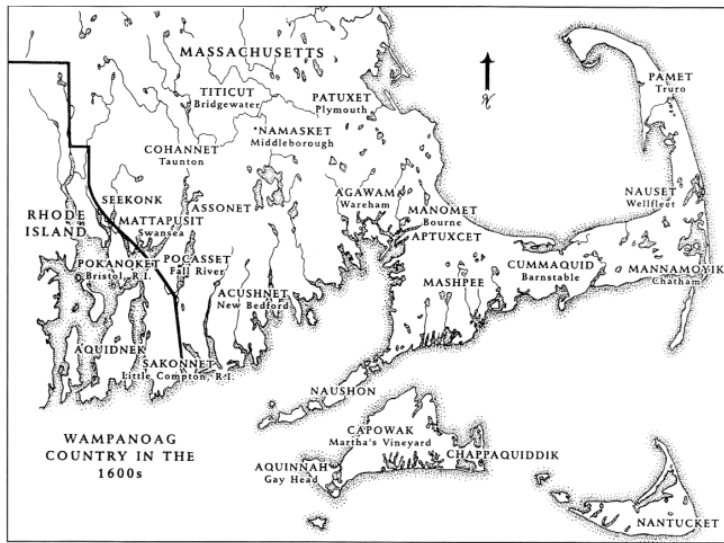 MASSACHUSETTS
PAMET
Truro
TITICUT
Bridgewater
PATUXET
Plymouth
N
*NAMASKET
Middleborough
COHANNET
Taunton
NAUSET
Wellfleet
SEEKONK
ASSONET
AGAWAM
Wareham
RHODE
ISLAND
MATTAPUSIT
Swansea
MANOMET
Bourne
APTUXCET
POKANOKET
Bristol, R.I.
POCASSET
Fall River
CUMMAQUID
Barnstable
MANNAMOYIK
Chatham
ACUSHNET
New Bedford
MASHPEE
AQUIDNEK
SAKONNET
Little Compton, R.I.
NAUSHON
WAMPANOAG
COUNTRY IN THE
1600s
CAPOWAK
Martha's Vineyard
CHAPPAQUIDDIK
AQUINNAH
Gay Head
NANTUCKET